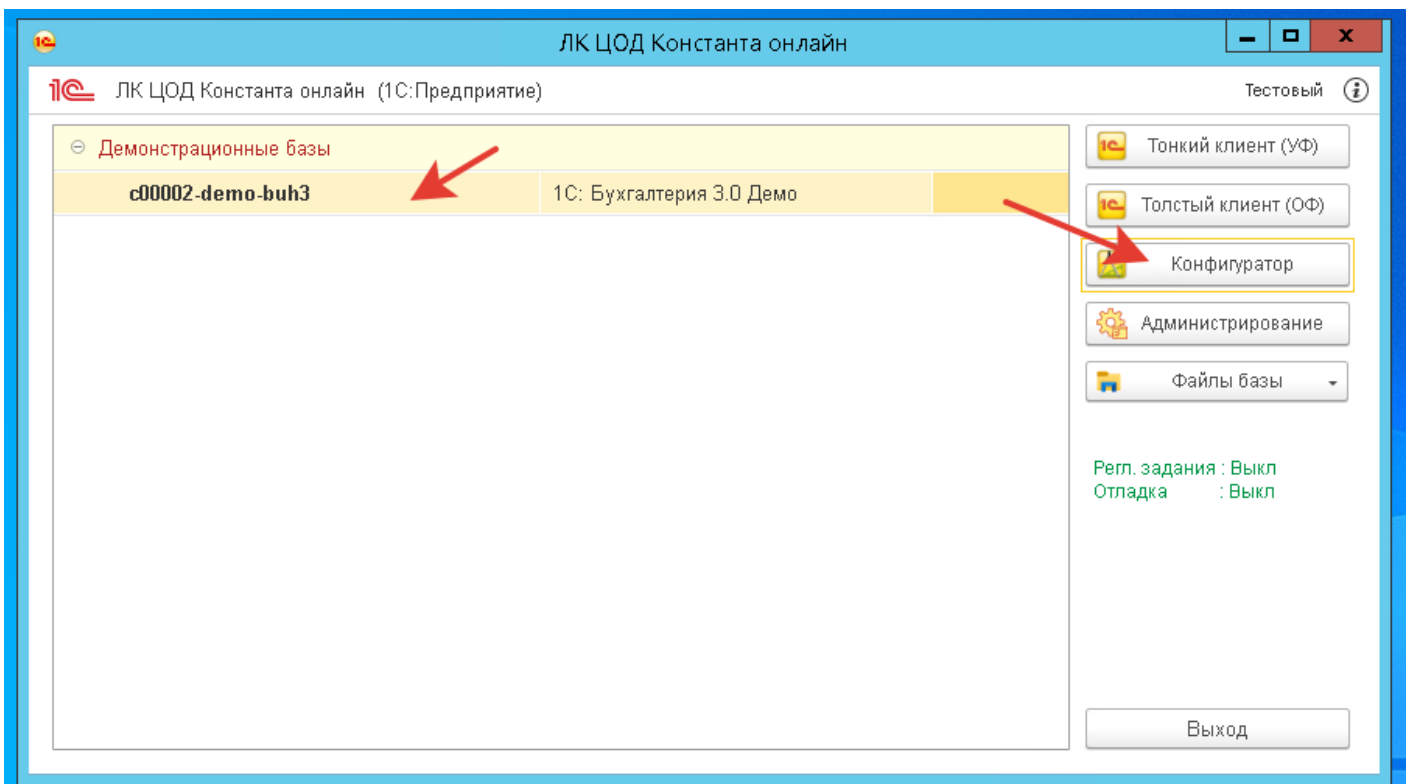 ЛК ЦОД Константа онлайн
ЛК ЦОД Константа онлайн (1С:Предприятие)
Тестовый
Демонстрационные базы
c00002-demo-buh3 1С: Бухгалтерия 3.0 Демо
Тонкий клиент (УФ)
Толстый клиент (ОФ)
Конфигуратор
Администрирование
Файлы базы
Регл. задания : Выкл
Отладка : Выкл
Выход